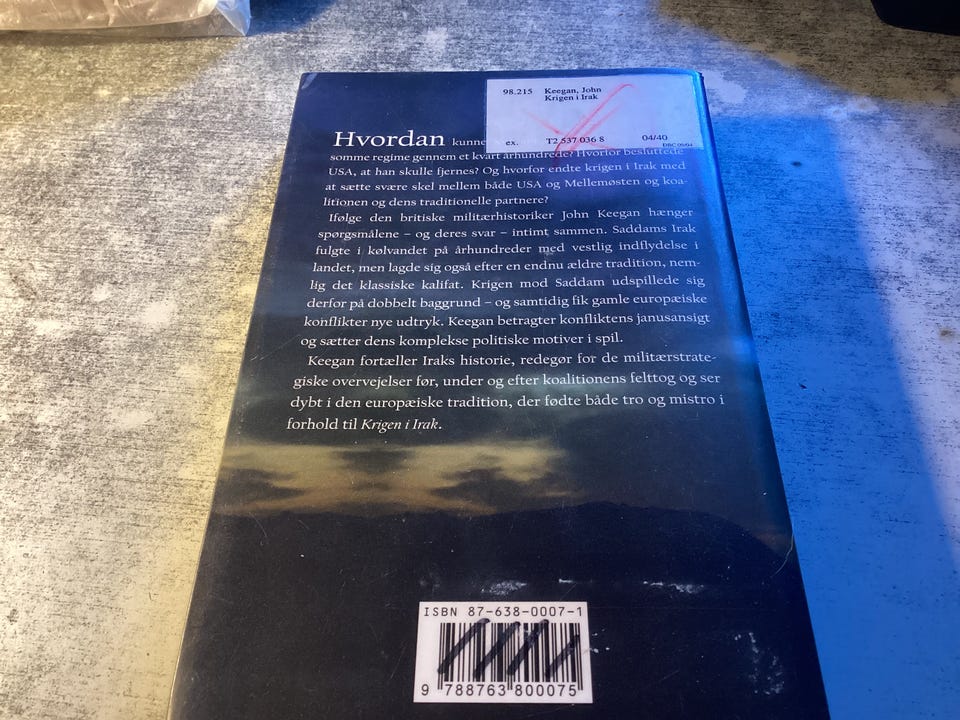 98.215 Keegan, John
Krigen i Irak
ex. T2 537 036 8 04/40
DBC 09/04
Hvordan kunne
somme regime gennem et kvart århundrede? Hvorfor besluttede
USA, at han skulle fjernes? Og hvorfor endte krigen i Irak med
at sætte svære skel mellem både USA og Mellemøsten og koa-
litionen og dens traditionelle partnere?
Ifølge den britiske militærhistoriker John Keegan hænger
spørgsmålene – og deres svar – intimt sammen. Saddams Irak
fulgte i kølvandet på århundreder med vestlig indflydelse i
landet, men lagde sig også efter en endnu ældre tradition, nem-
lig det klassiske kalifat. Krigen mod Saddam udspillede sig
derfor på dobbelt baggrund – og samtidig fik gamle europæiske
konflikter nye udtryk. Keegan betragter konfliktens janusansigt
og sætter dens komplekse politiske motiver i spil.
Keegan fortæller Iraks historie, redegør for de militærstrate-
giske overvejelser før, under og efter koalitionens felttog og ser
dybt i den europæiske tradition, der fødte både tro og mistro i
forhold til Krigen i Irak.
ISBN 87-638-0007-1
9 788763 800075